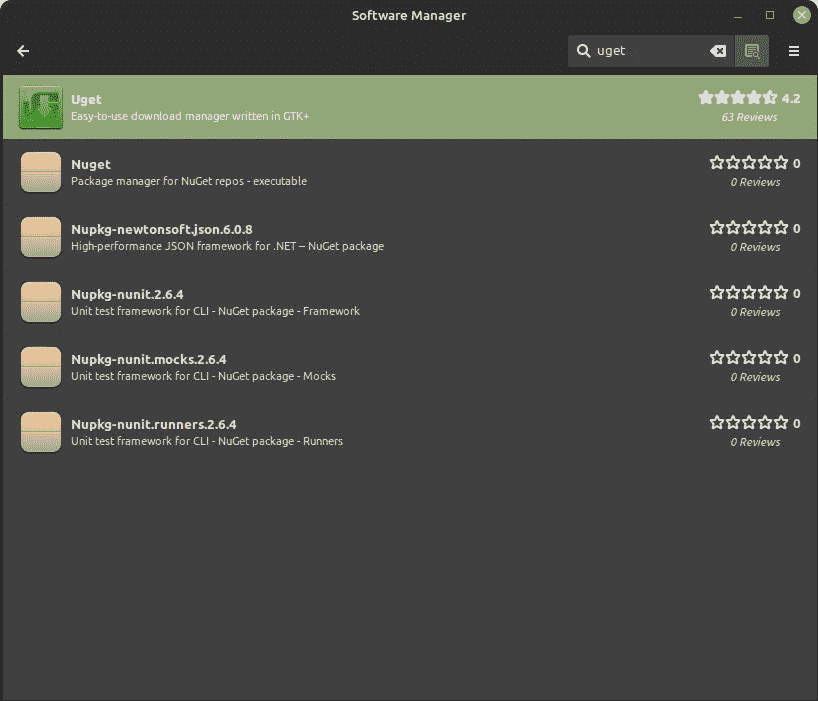 Software Manager
uget
Uget
4.2
Easy-to-use download manager written in GTK+
63 Reviews
Nuget
0
Package manager for NuGet repos - executable
0 Reviews
Nupkg-newtonsoft.json.6.0.8
0
High-performance JSON framework for .NET -- NuGet package
0 Reviews
Nupkg-nunit.2.6.4
0
Unit test framework for CLI - NuGet package - Framework
0 Reviews
Nupkg-nunit.mocks.2.6.4
0
Unit test framework for CLI - NuGet package - Mocks
0 Reviews
Nupkg-nunit.runners.2.6.4
0
Unit test framework for CLI - NuGet package - Runners
0 Reviews